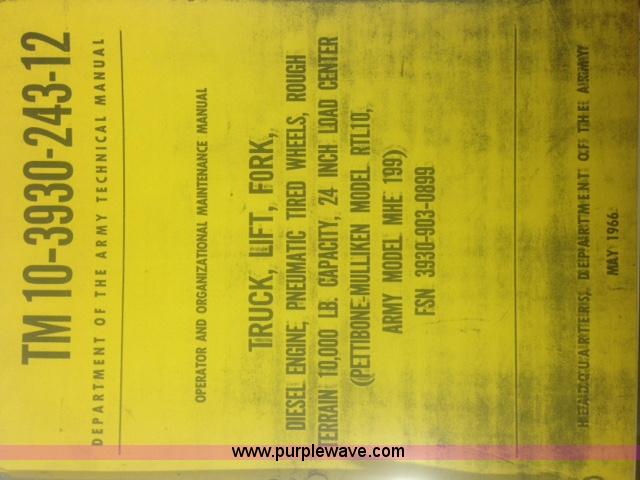 TM 10-3930-243-12
DEPARTMENT OF THE ARMY TECHNICAL MANUAL
OPERATOR AND ORGANIZATIONAL MAINTENANCE MANUAL
TRUCK, LIFT, FORK,
DIESEL ENGINE, PNEUMATIC TIRED WHEELS, ROUGH
TERRAIN 10,000 LB. CAPACITY, 24 INCH LOAD CENTER
(PETTIBONE-MULLIKEN MODEL RTL10,
ARMY MODEL MHE 199)
FSN 3930-903-0899
HEADQUARTERS, DEPARTMENT OF THE ARMY
MAY 1966
www.purplewave.com